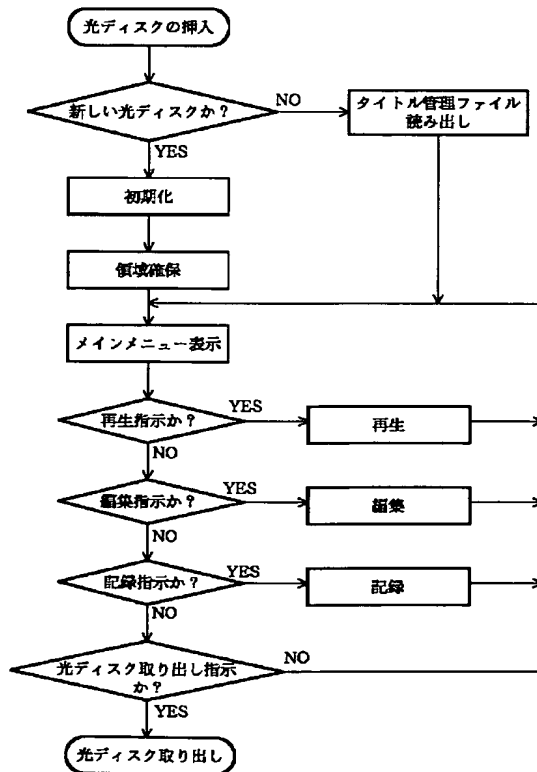 光ディスクの挿入
新しい光ディスクか？
NO
タイトル管理ファイル
読み出し
YES
初期化
領域確保
メインメニュー表示
再生指示か？
YES
再生
NO
編集指示か？
YES
編集
NO
記録指示か？
YES
記録
NO
光ディスク取り出し指示
か？
NO
YES
光ディスク取り出し